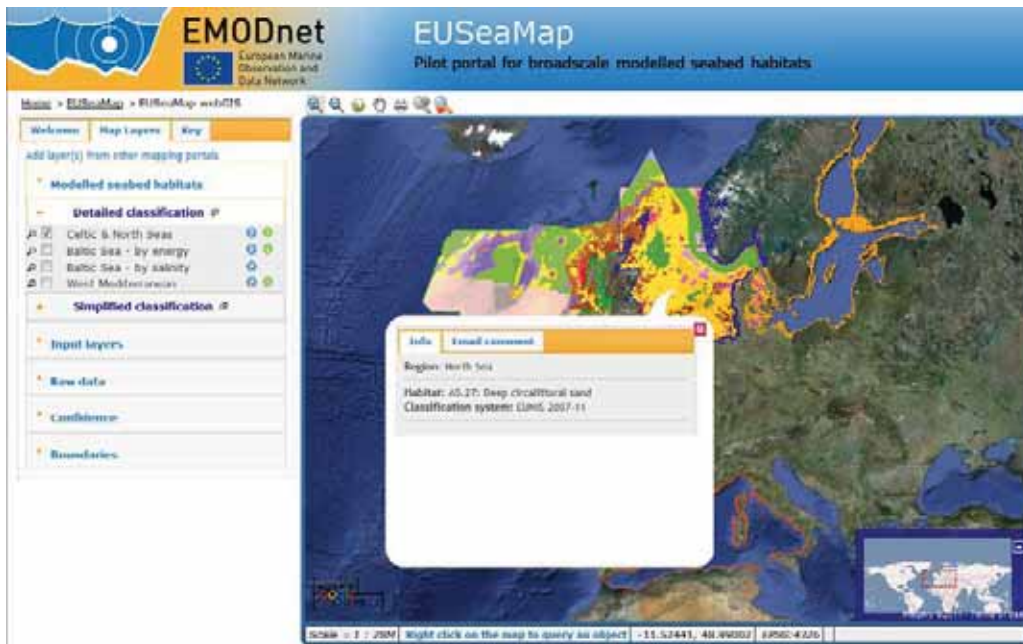 EMODnet
European Marine
Observation and
Data Network
EUSeaMap
Pilot portal for broadscale modelled seabed habitats
Home > EUSeaMap > EUSeaMap webGIS
Welcome Map Layers Key
Add layer(s) from other mapping portals
Modelled seabed habitats
Detailed classification
Celtic & North Seas
Baltic Sea - by energy
Baltic Sea - by salinity
West Mediterranean
Simplified classification
Input layers
Raw data
Confidence
Boundaries
Info Email comment
Region: North Sea
Habitat: A5.27: Deep circalittoral sand
Classification system: EUNIS 2007-11
Scale = 1 : 28M Right click on the map to query an object -11.52441, 48.99002 EPSG:4326